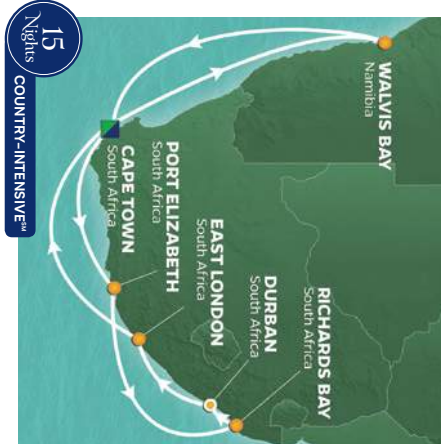 15
Nights
COUNTRY-INTENSIVE℠
WALVIS BAY
Namibia
CAPE TOWN
South Africa
PORT ELIZABETH
South Africa
EAST LONDON
South Africa
DURBAN
South Africa
RICHARDS BAY
South Africa